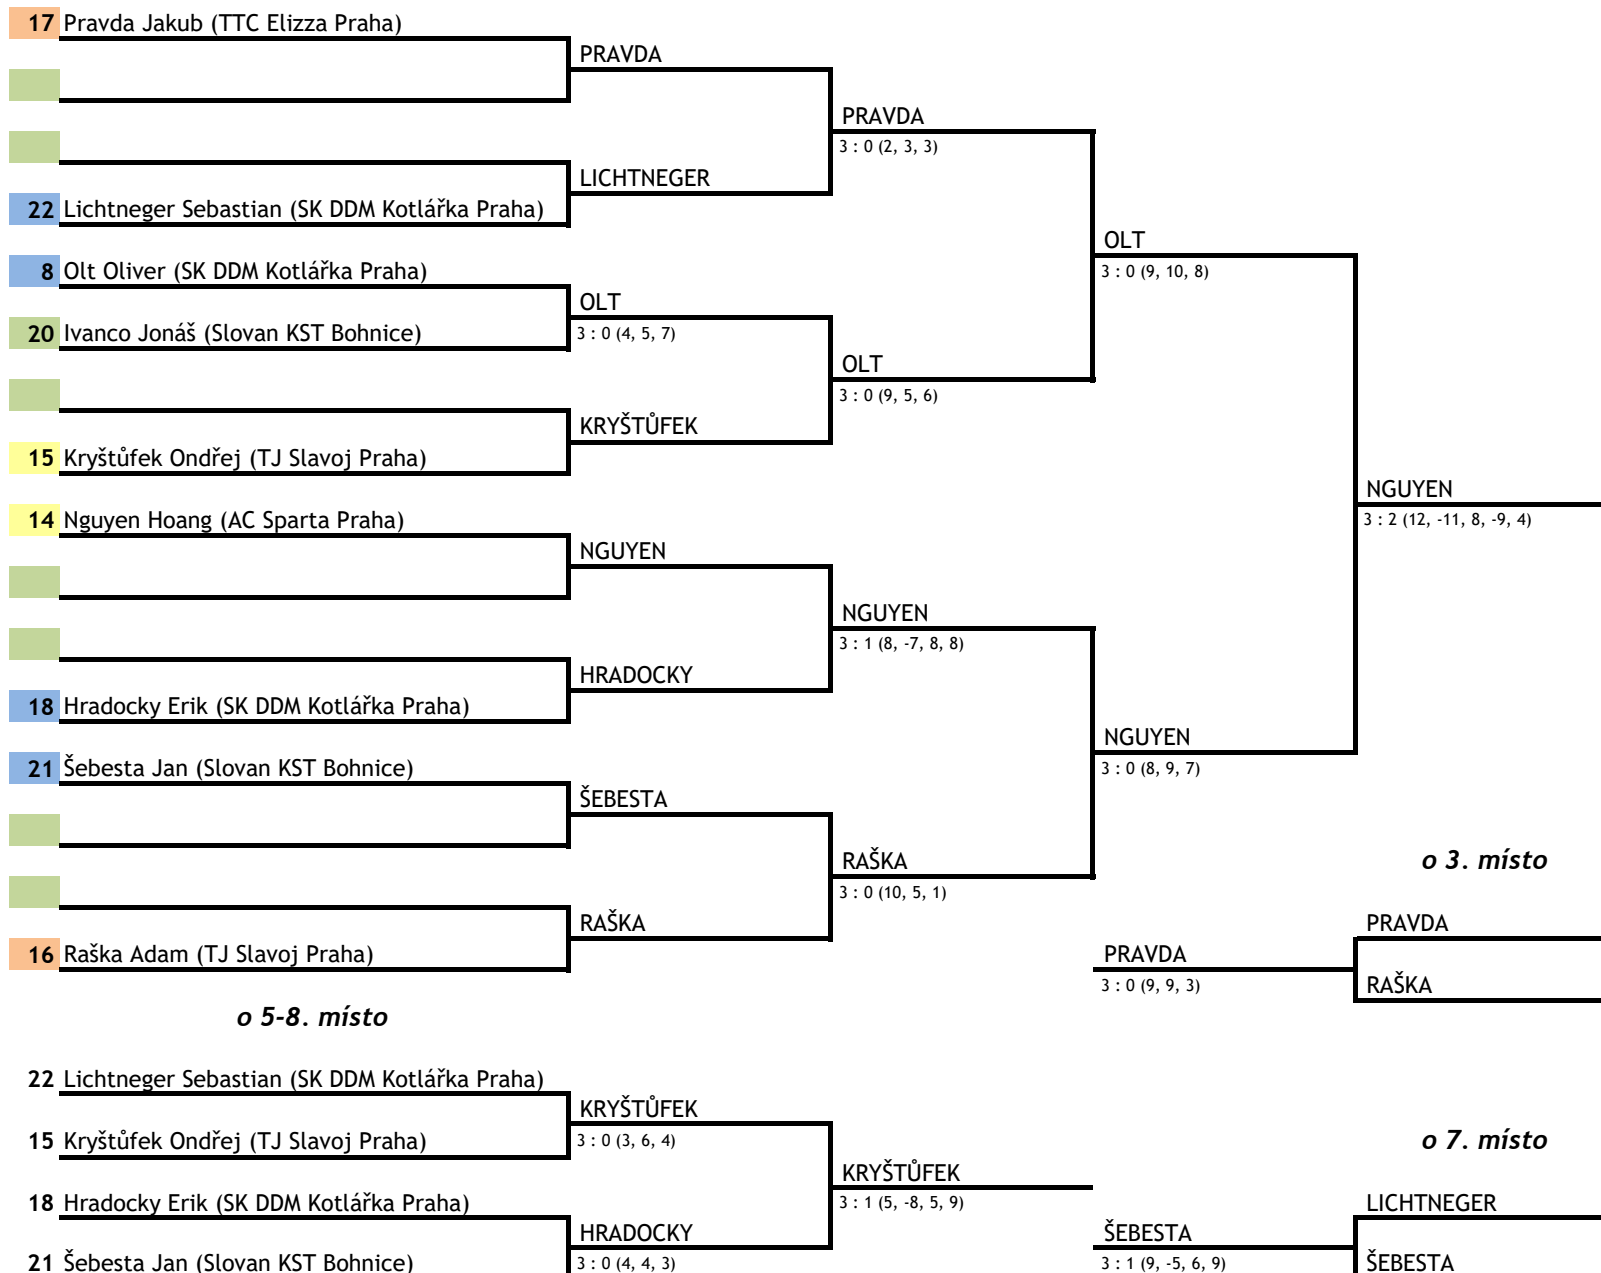 17 Pravda Jakub (TTC Elizza Praha)
PRAVDA
PRAVDA
3 : 0 (2, 3, 3)
LICHTNEGER
22 Lichtneger Sebastian (SK DDM Kotlářka Praha)
OLT
3 : 0 (9, 10, 8)
8 Olt Oliver (SK DDM Kotlářka Praha)
OLT
3 : 0 (4, 5, 7)
20 Ivanco Jonáš (Slovan KST Bohnice)
OLT
3 : 0 (9, 5, 6)
KRYŠTŮFEK
15 Kryštůfek Ondřej (TJ Slavoj Praha)
NGUYEN
3 : 2 (12, -11, 8, -9, 4)
14 Nguyen Hoang (AC Sparta Praha)
NGUYEN
NGUYEN
3 : 1 (8, -7, 8, 8)
HRADOCKY
18 Hradocky Erik (SK DDM Kotlářka Praha)
NGUYEN
3 : 0 (8, 9, 7)
21 Šebesta Jan (Slovan KST Bohnice)
ŠEBESTA
RAŠKA
3 : 0 (10, 5, 1)
o 3. místo
RAŠKA
PRAVDA
16 Raška Adam (TJ Slavoj Praha)
PRAVDA
3 : 0 (9, 9, 3)
RAŠKA
o 5-8. místo
22 Lichtneger Sebastian (SK DDM Kotlářka Praha)
KRYŠTŮFEK
3 : 0 (3, 6, 4)
15 Kryštůfek Ondřej (TJ Slavoj Praha)
o 7. místo
KRYŠTŮFEK
3 : 1 (5, -8, 5, 9)
18 Hradocky Erik (SK DDM Kotlářka Praha)
LICHTNEGER
HRADOCKY
3 : 0 (4, 4, 3)
ŠEBESTA
3 : 1 (9, -5, 6, 9)
21 Šebesta Jan (Slovan KST Bohnice)
ŠEBESTA